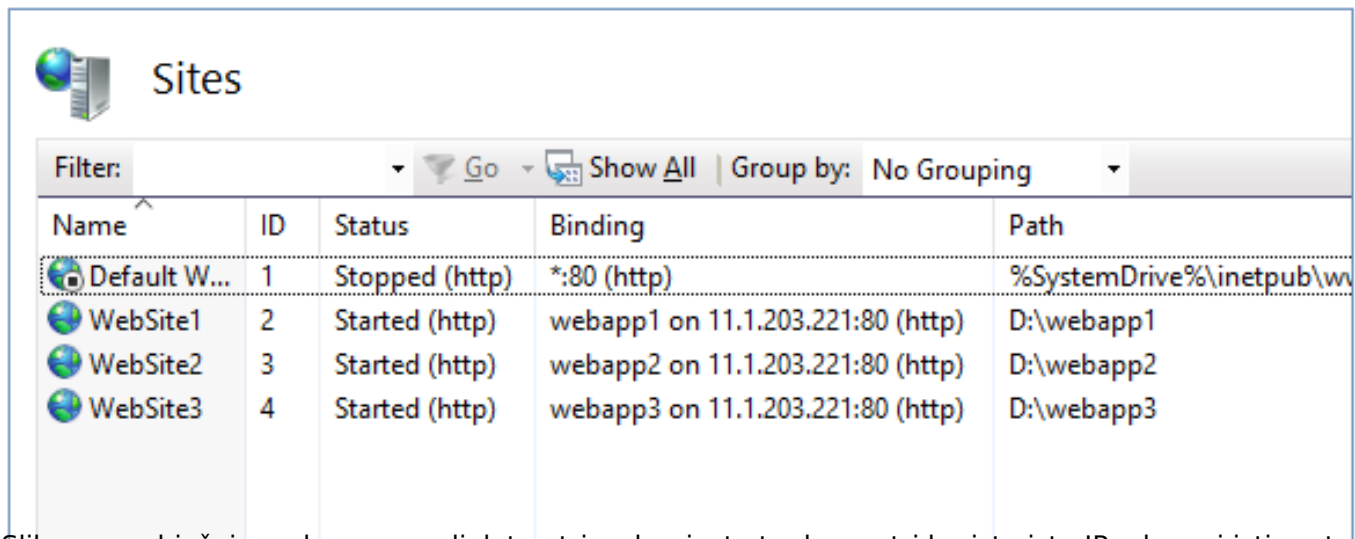 Sites
Filter: Go Show All Group by: No Grouping
Name ID Status Binding Path
Default W... 1 Stopped (http) *:80 (http) %SystemDrive%\inetpub\w
WebSite1 2 Started (http) webapp1 on 11.1.203.221:80 (http) D:\webapp1
WebSite2 3 Started (http) webapp2 on 11.1.203.221:80 (http) D:\webapp2
WebSite3 4 Started (http) webapp3 on 11.1.203.221:80 (http) D:\webapp3